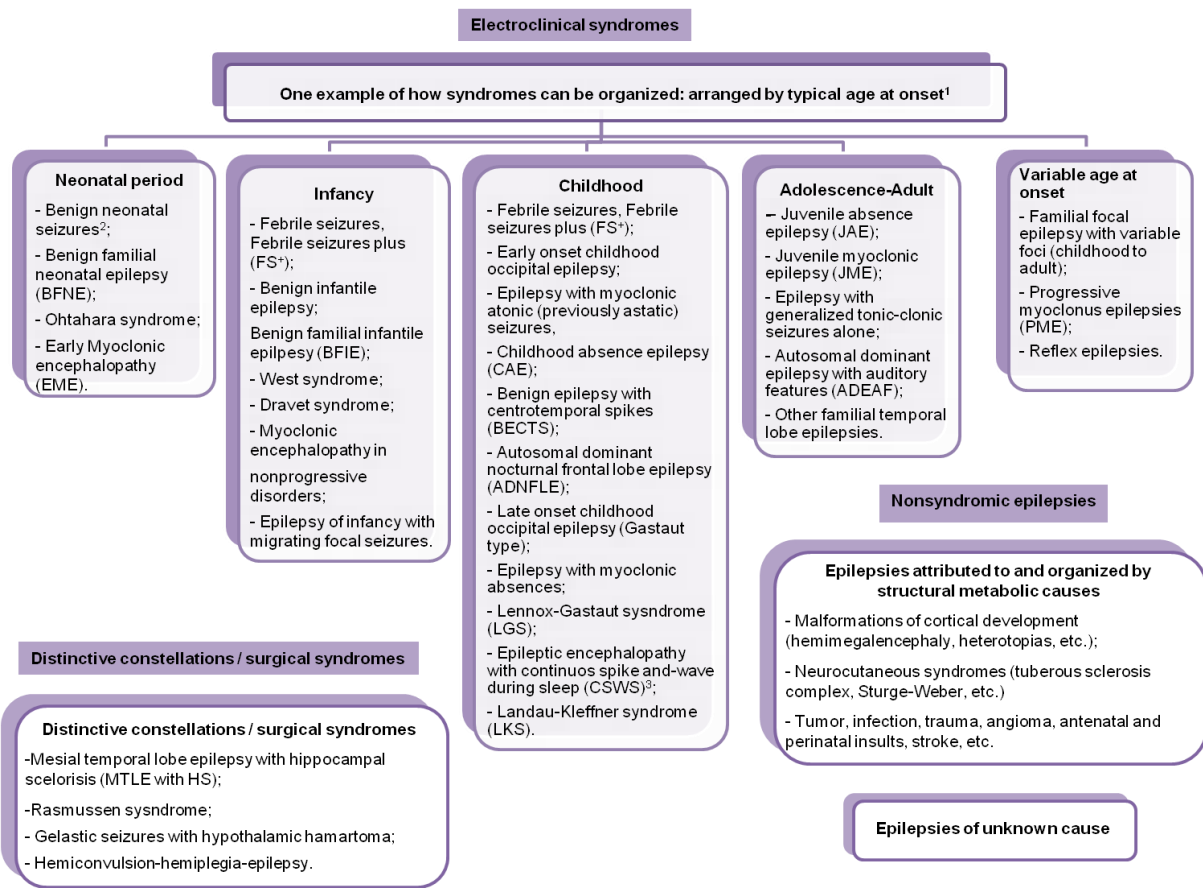 Electroclinical syndromes
One example of how syndromes can be organized: arranged by typical age at onset¹
Neonatal period
- Benign neonatal
seizures²;
- Benign familial
neonatal epilepsy
(BFNE);
- Ohtahara syndrome;
- Early Myoclonic
encephalopathy
(EME).
Infancy
- Febrile seizures,
Febrile seizures plus
(FS⁺);
- Benign infantile
epilepsy;
Benign familial infantile
epilpesy (BFIE);
- West syndrome;
- Dravet syndrome;
- Myoclonic
encephalopathy in
nonprogressive
disorders;
- Epilepsy of infancy with
migrating focal seizures.
Childhood
- Febrile seizures, Febrile
seizures plus (FS⁺);
- Early onset childhood
occipital epilepsy;
- Epilepsy with myoclonic
atonic (previously astatic)
seizures,
- Childhood absence epilepsy
(CAE);
- Benign epilepsy with
centrotemporal spikes
(BECTS);
- Autosomal dominant
nocturnal frontal lobe epilepsy
(ADNFLE);
- Late onset childhood
occipital epilepsy (Gastaut
type);
- Epilepsy with myoclonic
absences;
- Lennox-Gastaut sysndrome
(LGS);
- Epileptic encephalopathy
with continuos spike and-wave
during sleep (CSWS)³;
- Landau-Kleffner syndrome
(LKS).
Adolescence-Adult
– Juvenile absence
epilepsy (JAE);
- Juvenile myoclonic
epilepsy (JME);
- Epilepsy with
generalized tonic-clonic
seizures alone;
- Autosomal dominant
epilepsy with auditory
features (ADEAF);
- Other familial temporal
lobe epilepsies.
Variable age at
onset
- Familial focal
epilepsy with variable
foci (childhood to
adult);
- Progressive
myoclonus epilepsies
(PME);
- Reflex epilepsies.
Distinctive constellations / surgical syndromes
Distinctive constellations / surgical syndromes
-Mesial temporal lobe epilepsy with hippocampal
scelorisis (MTLE with HS);
-Rasmussen sysndrome;
- Gelastic seizures with hypothalamic hamartoma;
- Hemiconvulsion-hemiplegia-epilepsy.
Nonsyndromic epilepsies
Epilepsies attributed to and organized by
structural metabolic causes
- Malformations of cortical development
(hemimegalencephaly, heterotopias, etc.);
- Neurocutaneous syndromes (tuberous sclerosis
complex, Sturge-Weber, etc.)
- Tumor, infection, trauma, angioma, antenatal and
perinatal insults, stroke, etc.
Epilepsies of unknown cause